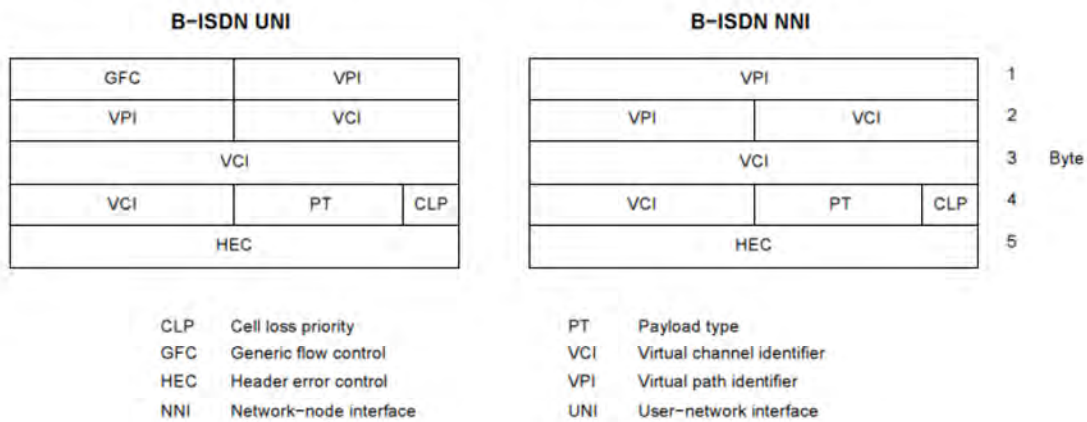 B-ISDN UNI B-ISDN NNI
GFC VPI VPI 1
VPI VCI VPI VCI 2
VCI VCI 3 Byte
VCI PT CLP VCI PT CLP 4
HEC HEC 5
CLP Cell loss priority PT Payload type
GFC Generic flow control VCI Virtual channel identifier
HEC Header error control VPI Virtual path identifier
NNI Network-node interface UNI User-network interface